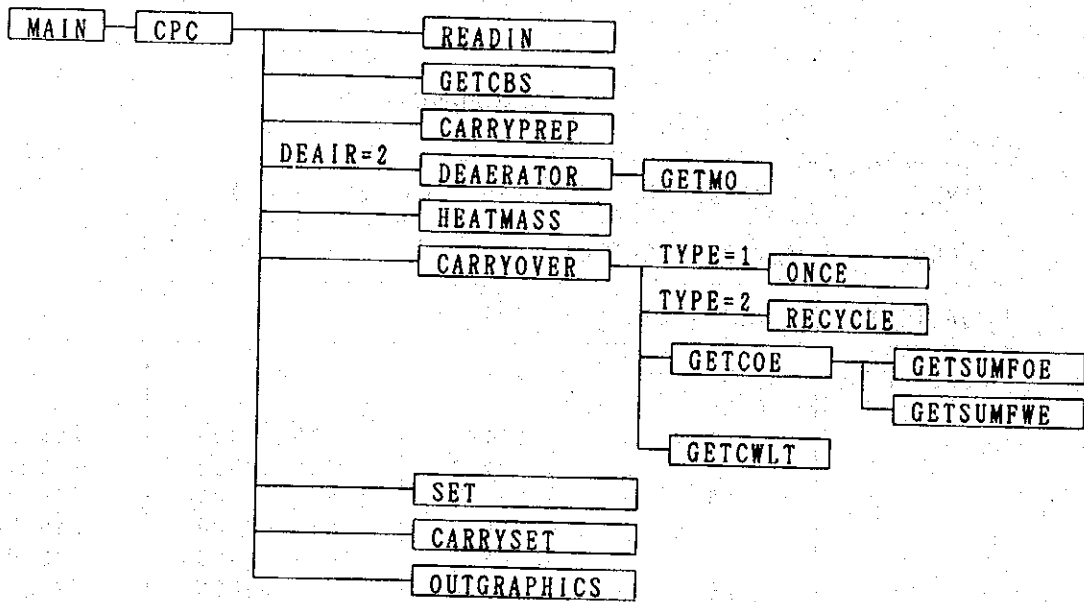 MAIN
CPC
READIN
GETCBS
CARRYPREP
DEAIR=2
DEAERATOR
GETMO
HEATMASS
CARRYOVER
TYPE=1
ONCE
TYPE=2
RECYCLE
GETCOE
GETSUMFOE
GETSUMFWE
GETCWLT
SET
CARRYSET
OUTGRAPHICS